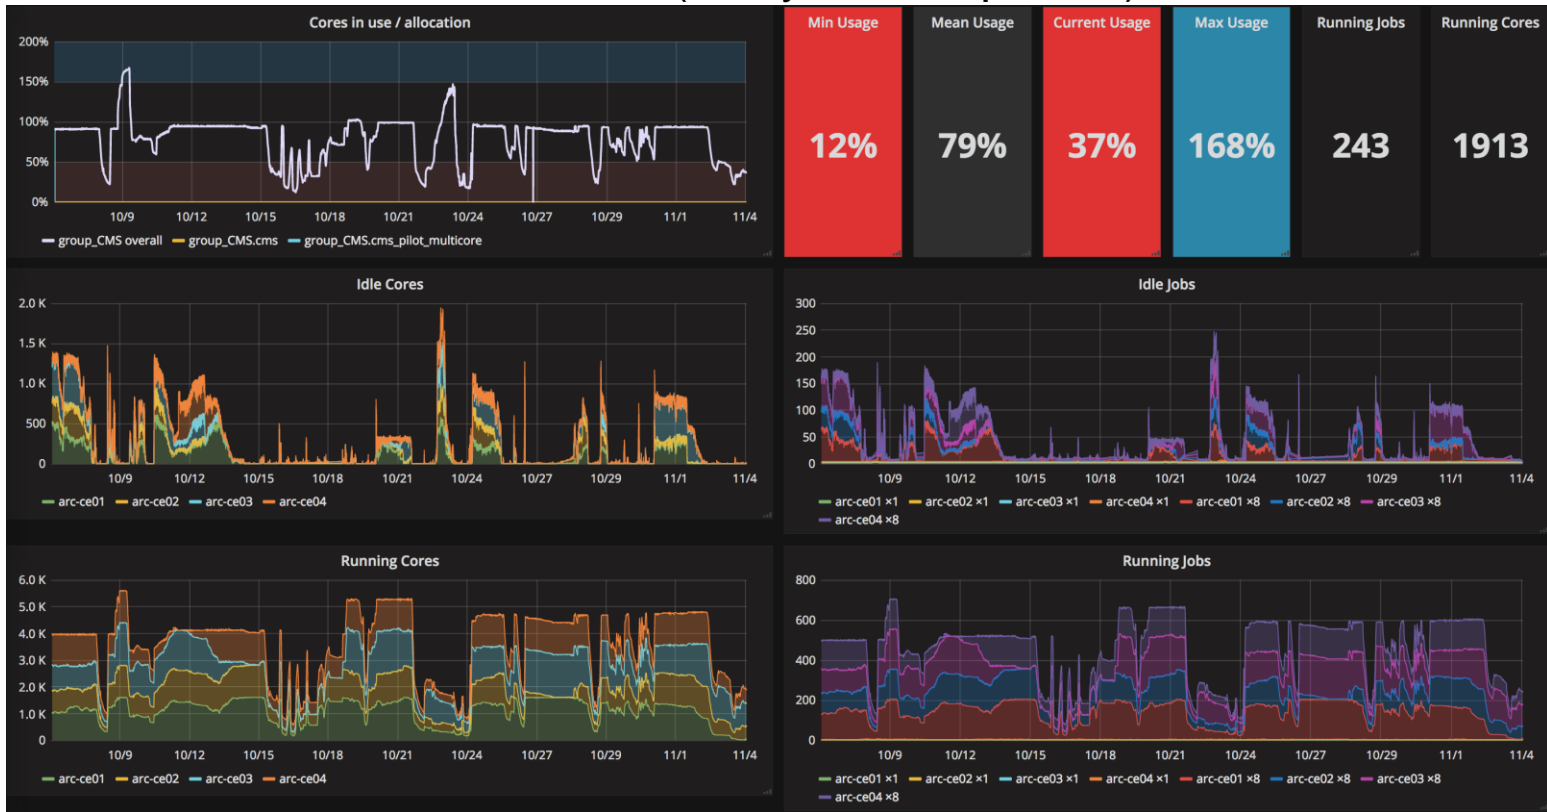 Cores in use / allocation
200%
150%
100%
50%
0%
10/9 10/12 10/15 10/18 10/21 10/24 10/27 10/29 11/1 11/4
group_CMS overall group_CMS.cms group_CMS.cms_pilot_multicore
Min Usage
12%
Mean Usage
79%
Current Usage
37%
Max Usage
168%
Running Jobs
243
Running Cores
1913
Idle Cores
2.0 K
1.5 K
1.0 K
500
0
10/9 10/12 10/15 10/18 10/21 10/24 10/27 10/29 11/1 11/4
arc-ce01 arc-ce02 arc-ce03 arc-ce04
Idle Jobs
300
250
200
150
100
50
0
10/9 10/12 10/15 10/18 10/21 10/24 10/27 10/29 11/1 11/4
arc-ce01 ×1 arc-ce02 ×1 arc-ce03 ×1 arc-ce04 ×1 arc-ce01 ×8 arc-ce02 ×8 arc-ce03 ×8
arc-ce04 ×8
Running Cores
6.0 K
5.0 K
4.0 K
3.0 K
2.0 K
1.0 K
0
10/9 10/12 10/15 10/18 10/21 10/24 10/27 10/29 11/1 11/4
arc-ce01 arc-ce02 arc-ce03 arc-ce04
Running Jobs
800
600
400
200
0
10/9 10/12 10/15 10/18 10/21 10/24 10/27 10/29 11/1 11/4
arc-ce01 ×1 arc-ce02 ×1 arc-ce03 ×1 arc-ce04 ×1 arc-ce01 ×8 arc-ce02 ×8 arc-ce03 ×8
arc-ce04 ×8